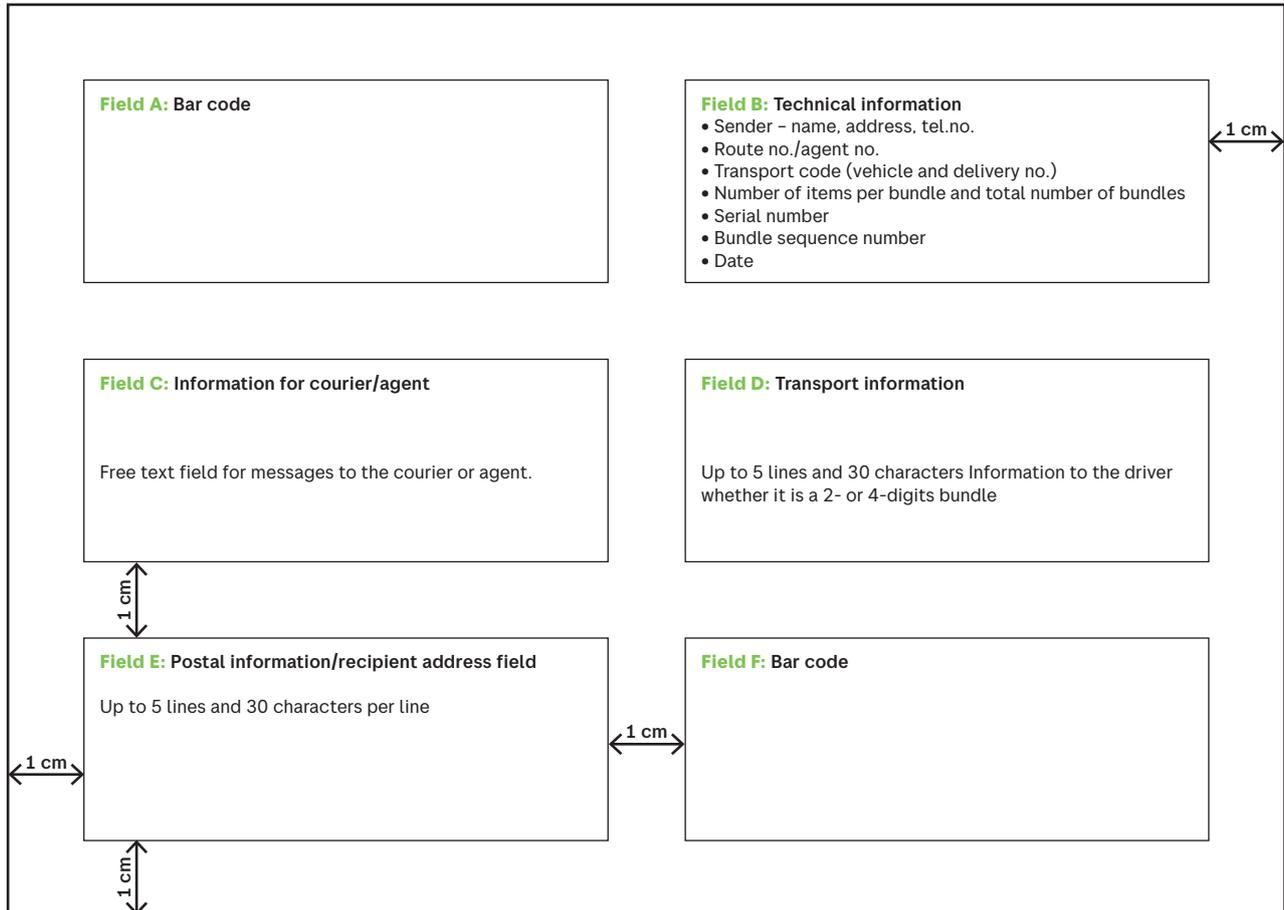 Field A: Bar code
Field B: Technical information
• Sender – name, address, tel.no.
• Route no./agent no.
• Transport code (vehicle and delivery no.)
• Number of items per bundle and total number of bundles
• Serial number
• Bundle sequence number
• Date
1 cm
Field C: Information for courier/agent
Free text field for messages to the courier or agent.
Field D: Transport information
Up to 5 lines and 30 characters Information to the driver
whether it is a 2- or 4-digits bundle
1 cm
Field E: Postal information/recipient address field
Up to 5 lines and 30 characters per line
1 cm
Field F: Bar code
1 cm
1 cm